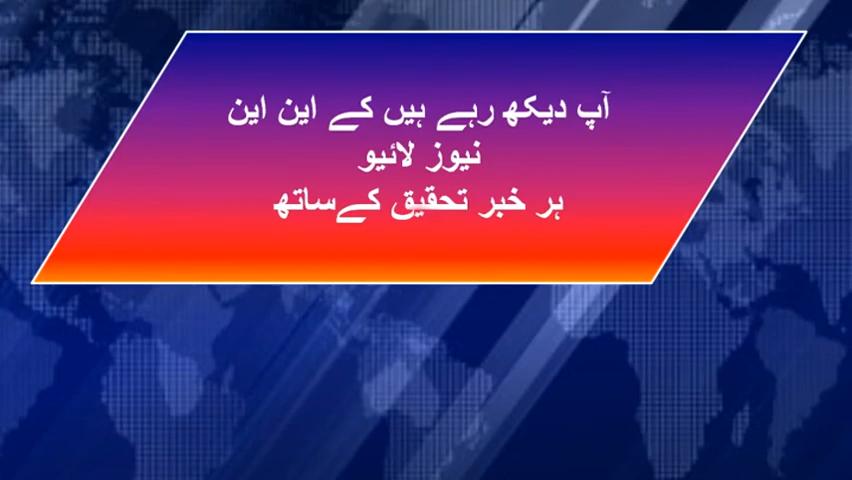 آپ دیکھ رہے ہیں کے این این
نیوز لائیو
ہر خبر تحقیق کےساتھ